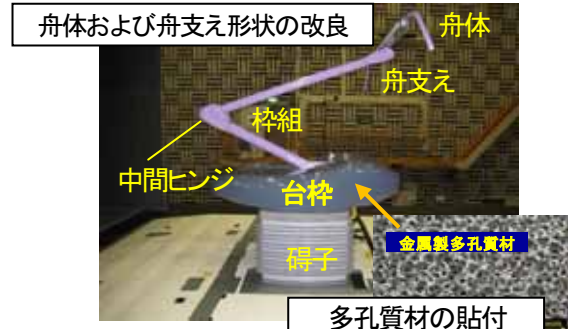 舟体および舟支え形状の改良
舟体
舟支え
枠組
中間ヒンジ
台枠
金属製多孔質材
碍子
多孔質材の貼付